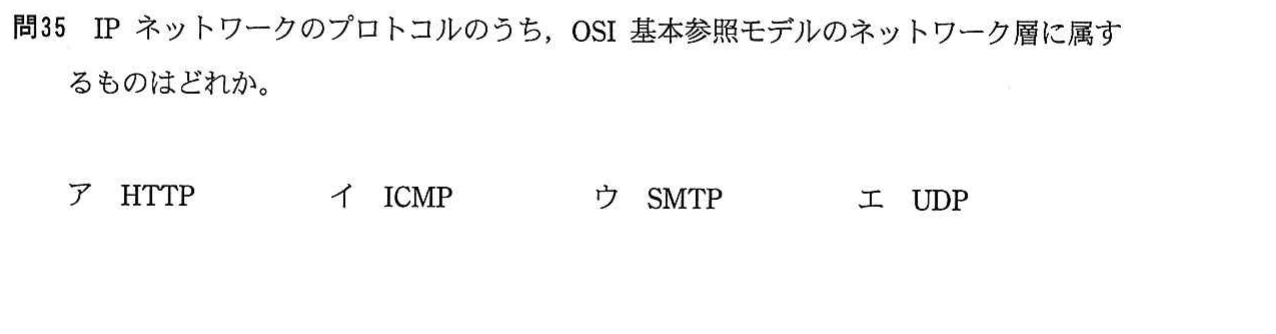 問35 IP ネットワークのプロトコルのうち，OSI 基本参照モデルのネットワーク層に属す
るものはどれか。
ア HTTP イ ICMP ウ SMTP エ UDP